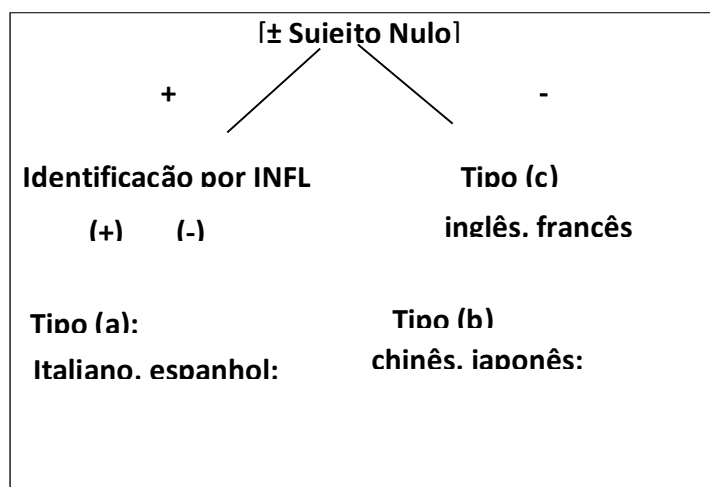 [± Sujeito Nulo]
+ -
Identificação por INFL Tipo (c)
(+) (-) inglês, francês
Tipo (a): Tipo (b)
Italiano, espanhol: chinês, japonês: